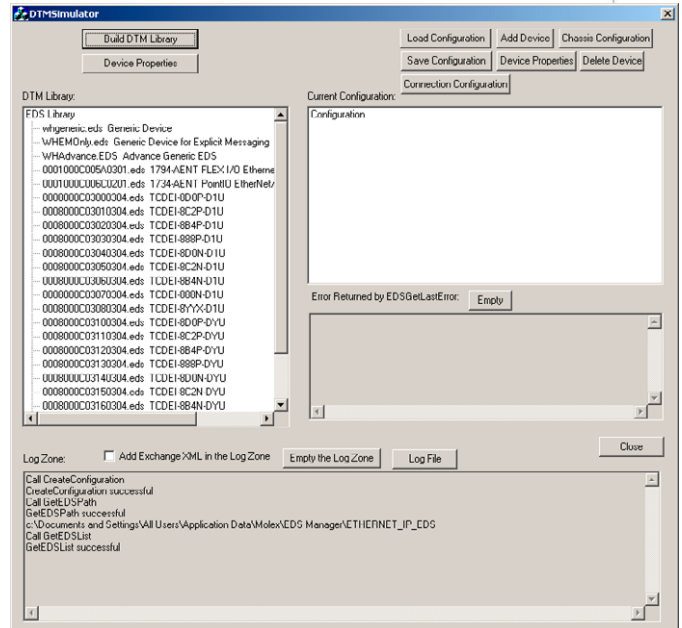 DTMSimulator
Build DTM Library
Device Properties
Load Configuration
Add Device
Chassis Configuration
Save Configuration
Device Properties
Delete Device
Connection Configuration
DTM Library:
EDS Library
whgeneric.eds Generic Device
WHEMOnly.eds Generic Device for Explicit Messaging
WHAdvance.EDS Advance Generic EDS
0001000C005A0301.eds 1794-AENT FLEX I/O Etherne
0001000C006C0201.eds 1734-AENT PointIO EtherNet/
TCDEI-8D0P-D1U
0008000C03010304.eds TCDEI-8C2P-D1U
0008000C03020304.eds TCDEI-8B4P-D1U
0008000C03030304.eds TCDEI-888P-D1U
0008000C03040304.eds TCDEI-8D0N-D1U
0008000C03050304.eds TCDEI-8C2N-D1U
0008000C03060304.eds TCDEI-8B4N-D1U
0008000C03080304.eds TCDEI-8YYX-D1U
0008000C03100304.eds TCDEI-8D0P-DYU
0008000C03110304.eds TCDEI-8C2P-DYU
0008000C03120304.eds TCDEI-8B4P-DYU
0008000C03130304.eds TCDEI-888P-DYU
0008000C03140304.eds TCDEI-8D0N-DYU
0008000C03150304.eds TCDEI-8C2N-DYU
0008000C03160304.eds TCDEI-8B4N-DYU
Current Configuration:
Configuration
Error Returned by EDSGetLastError:
Empty
Close
Log Zone:
Add Exchange XML in the Log Zone
Empty the Log Zone
Log File
Call CreateConfiguration
CreateConfiguration successful
Call GetEDSPath
GetEDSPath successful
c:\Documents and Settings\All Users\Application Data\Molex\EDS Manager\ETHERNET_IP_EDS
Call GetEDSList
GetEDSList successful